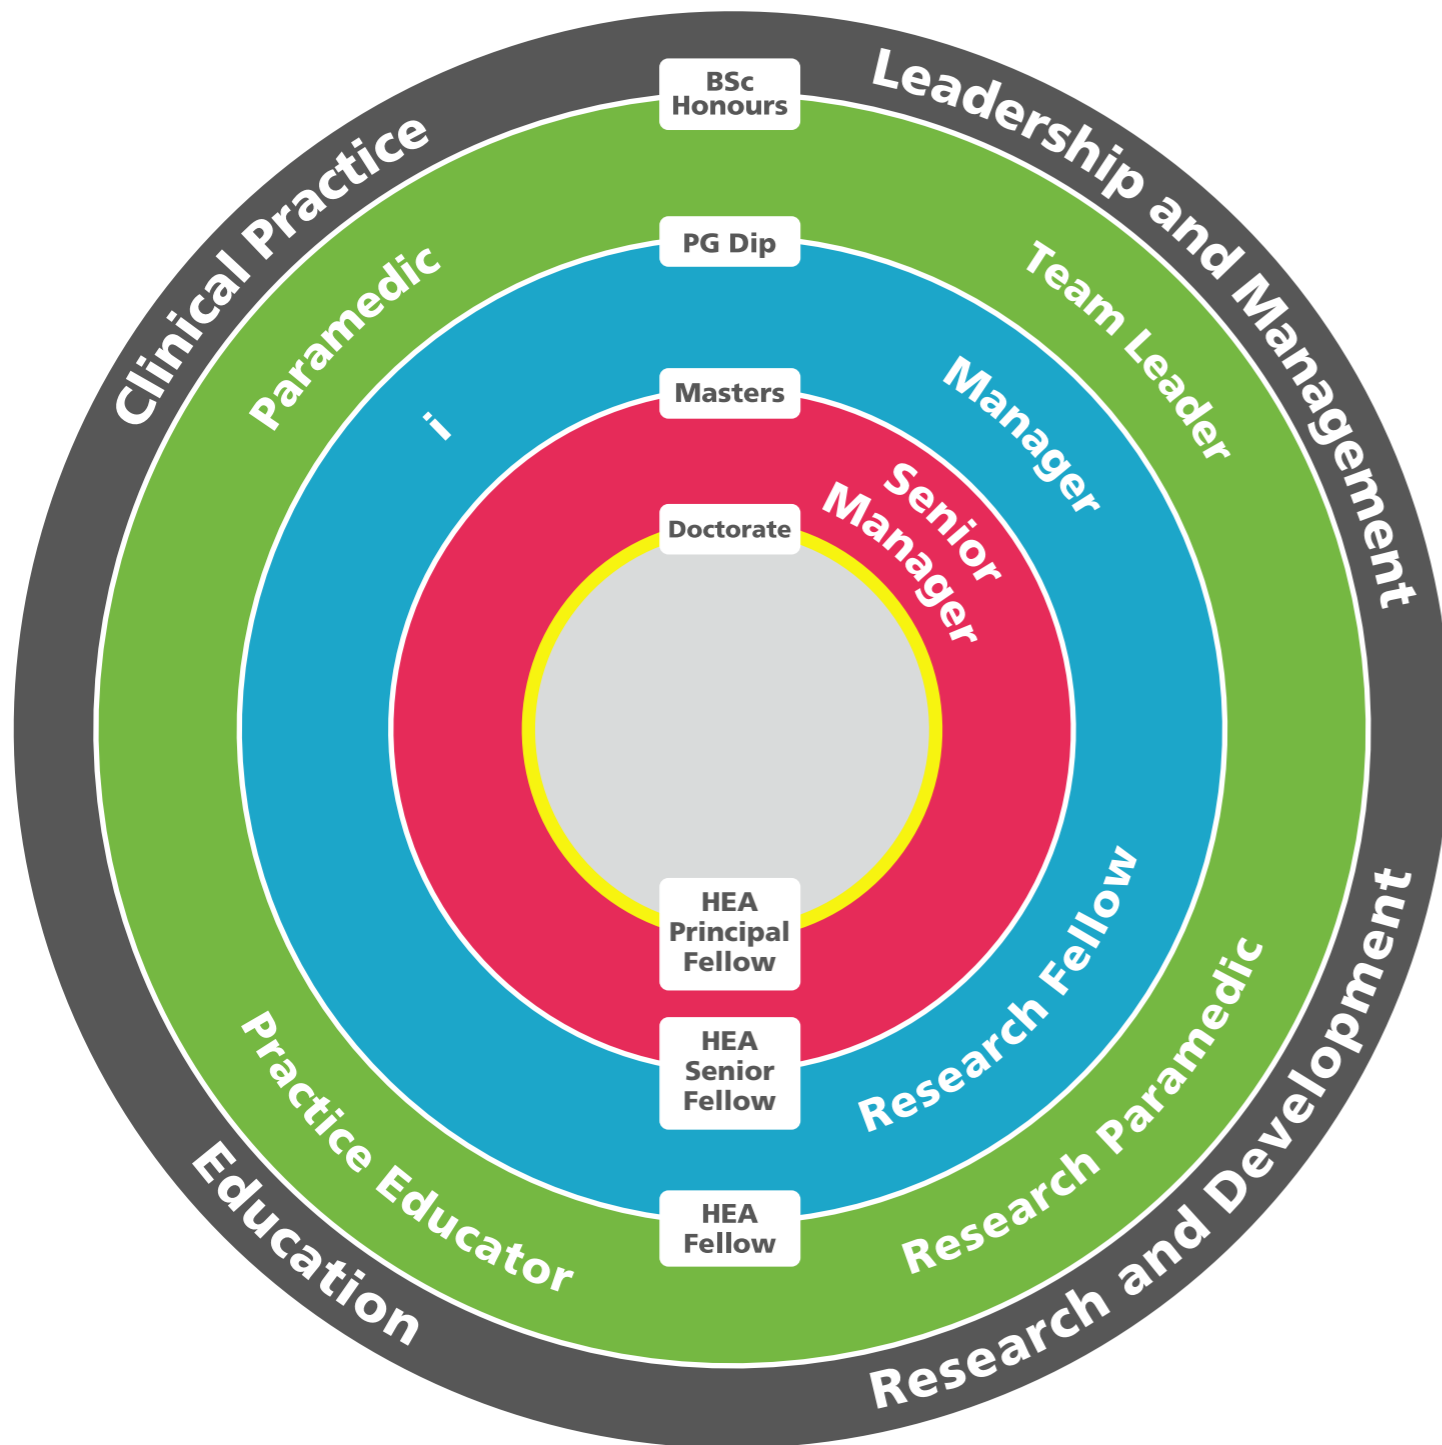 BSc
Honours
Leadership and Management
Clinical Practice
PG Dip
Paramedic
Team Leader
Manager
i
Masters
Senior
Manager
Doctorate
HEA
Principal
Fellow
Research Fellow
HEA
Senior
Fellow
Research Paramedic
Practice Educator
Research and Development
Education
HEA
Fellow